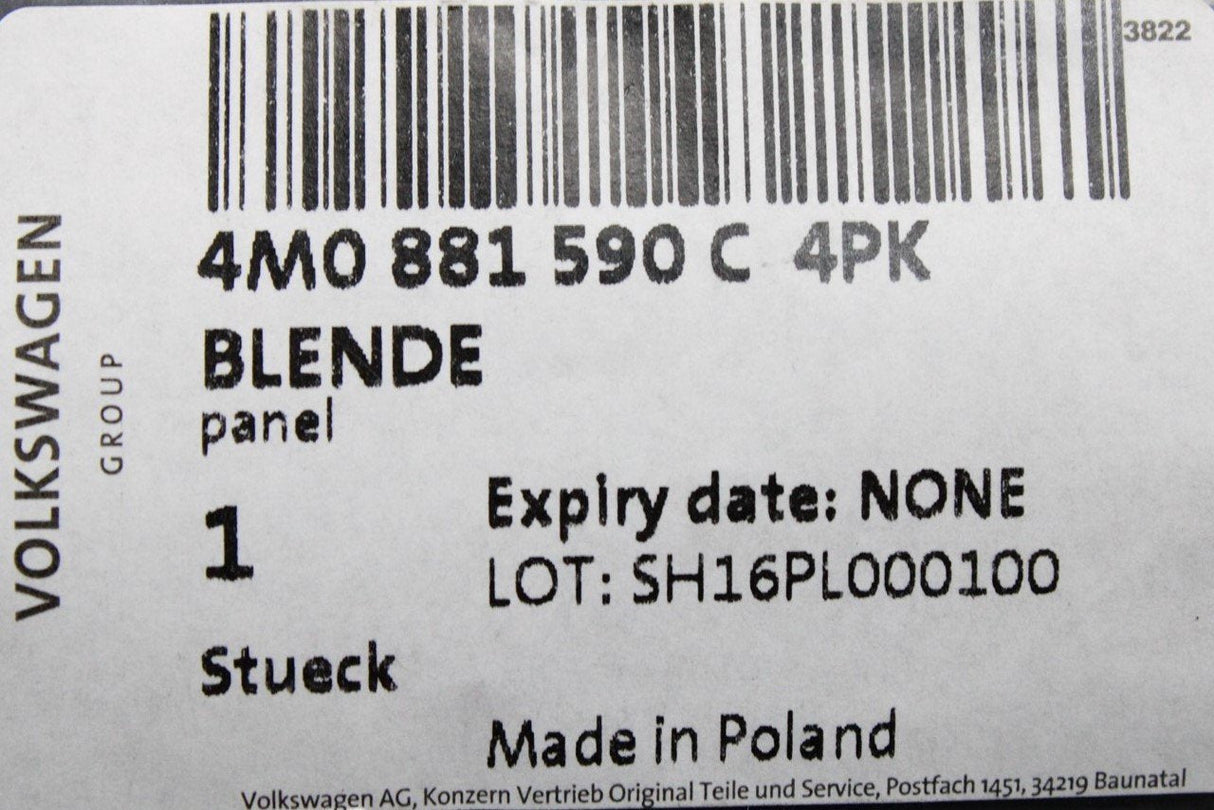 3822
4M0 881 590 C 4PK
BLENDE
panel
1
Expiry date: NONE
LOT: SH16PL000100
Stueck
Made in Poland
Volkswagen AG, Konzern Vertrieb Original Teile und Service, Postfach 1451, 34219 Baunatal
VOLKSWAGEN
GROUP